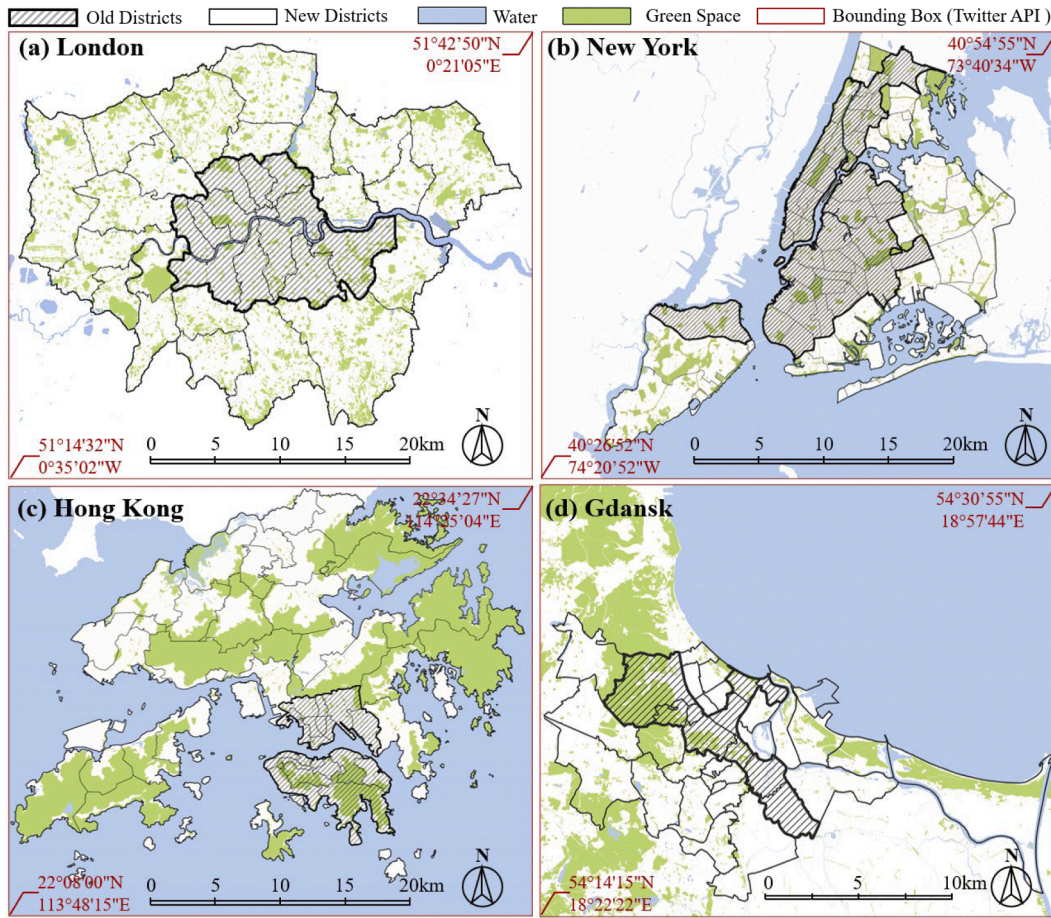 Old Districts New Districts Water Green Space Bounding Box (Twitter API )
(a) London
51°42'50"N
0°21'05"E
N
0 5 10 15 20km
51°14'32"N
0°35'02"W
(b) New York
40°54'55"N
73°40'34"W
N
0 5 10 15 20km
40°26'52"N
74°20'52"W
(c) Hong Kong
22°34'27"N
N
0 5 10 15 20km
22°08'00"N
113°48'15"E
(d) Gdansk
54°30'55"N
18°57'44"E
N
0 5 10km
54°14'15"N
18°22'22"E